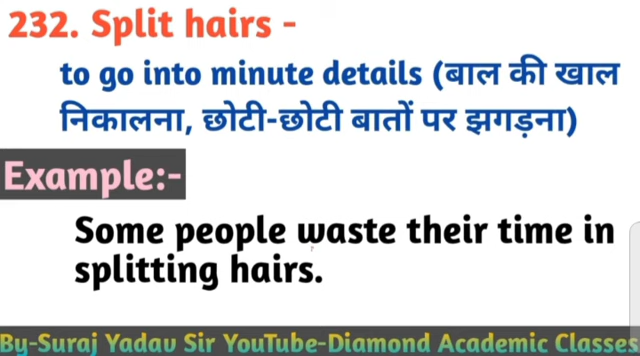 232. Split hairs -
to go into minute details (बाल की खाल
निकालना, छोटी-छोटी बातों पर झगड़ना)
Example:-
Some people waste their time in
splitting hairs.
By-Suraj Yadav Sir YouTube-Diamond Academic Classes